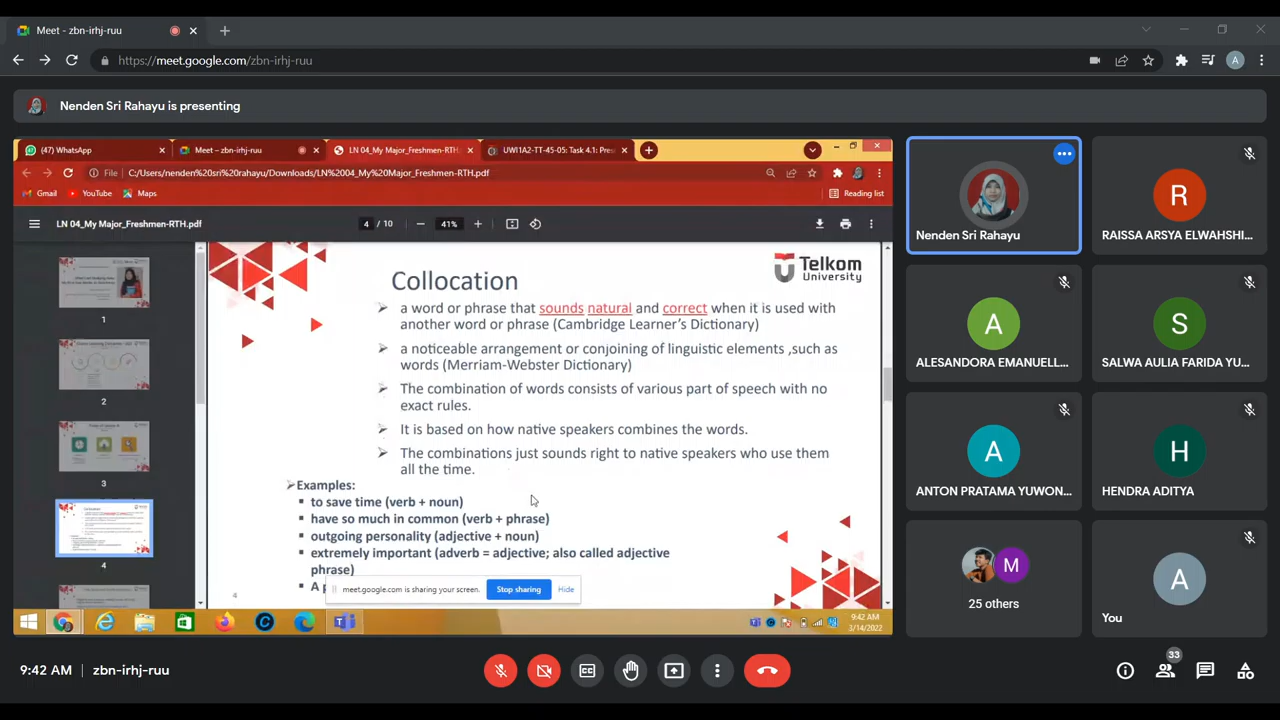 Meet - zbn-irhj-ruu
https://meet.google.com/zbn-irhj-ruu
A
Nenden Sri Rahayu is presenting
(47) WhatsApp
Meet – zbn-irhj-ruu
LN 04_My Major_Freshmen-RTH.
UWI1A2-TT-45-05: Task 4.1: Pres
File
C:/Users/nenden%20sri%20rahayu/Downloads/LN%2004_My%20Major_Freshmen-RTH.pdf
Gmail
YouTube
Maps
Reading list
LN 04_My Major_Freshmen-RTH.pdf
4 / 10
41%
1
2
3
4
Telkom
University
Collocation
a word or phrase that sounds natural and correct when it is used with
another word or phrase (Cambridge Learner's Dictionary)
a noticeable arrangement or conjoining of linguistic elements ,such as
words (Merriam-Webster Dictionary)
The combination of words consists of various part of speech with no
exact rules.
It is based on how native speakers combines the words.
The combinations just sounds right to native speakers who use them
all the time.
Examples:
to save time (verb + noun)
have so much in common (verb + phrase)
outgoing personality (adjective + noun)
extremely important (adverb = adjective; also called adjective
phrase)
A
4
meet.google.com is sharing your screen.
Stop sharing
Hide
9:42 AM
3/14/2022
Nenden Sri Rahayu
R
RAISSA ARSYA ELWAHSHI...
A
ALESANDORA EMANUELL...
S
SALWA AULIA FARIDA YU...
A
ANTON PRATAMA YUWON...
H
HENDRA ADITYA
M
25 others
A
You
9:42 AM
zbn-irhj-ruu
33